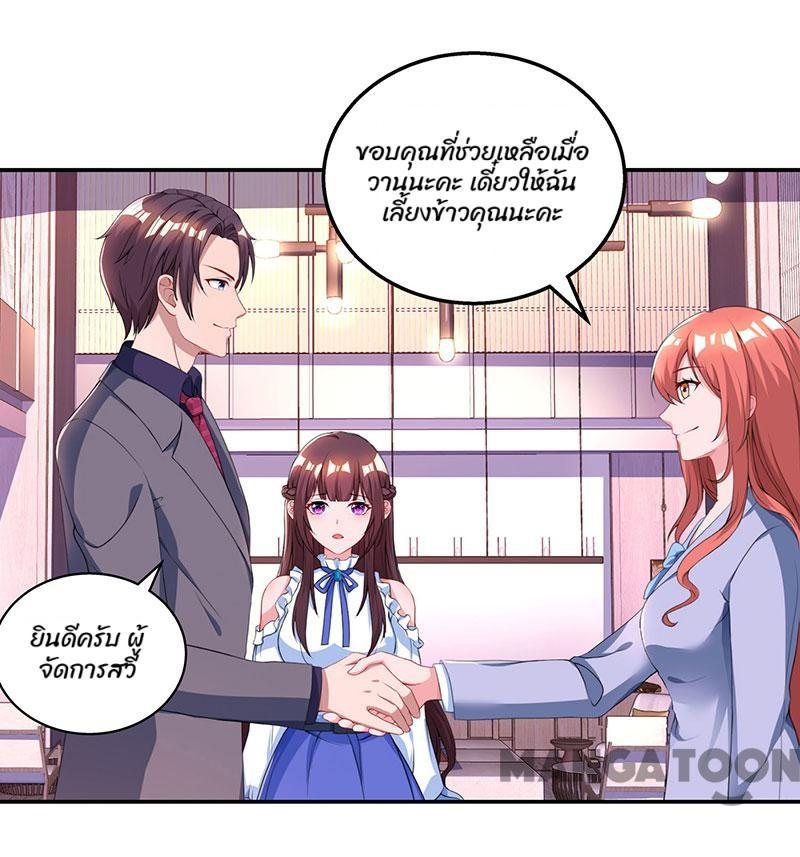 ขอบคุณที่ช่วยเหลือเมื่อ
วานนะคะ เดี๋ยวให้ฉัน
เลี้ยงข้าวคุณนะคะ
ยินดีครับ ผู้
จัดการสวี
MANGATOON